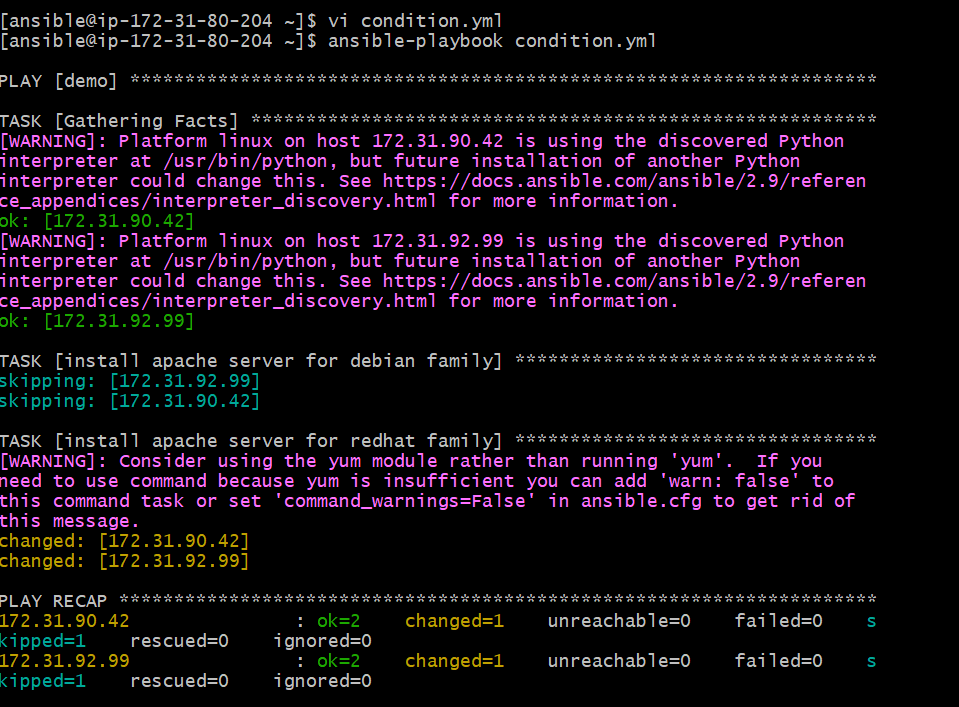 [ansible@ip-172-31-80-204 ~]$ vi condition.yml
[ansible@ip-172-31-80-204 ~]$ ansible-playbook condition.yml
PLAY [demo] ********************************************************************
TASK [Gathering Facts] *********************************************************
[WARNING]: Platform linux on host 172.31.90.42 is using the discovered Python
interpreter at /usr/bin/python, but future installation of another Python
interpreter could change this. See https://docs.ansible.com/ansible/2.9/referen
ce_appendices/interpreter_discovery.html for more information.
ok: [172.31.90.42]
[WARNING]: Platform linux on host 172.31.92.99 is using the discovered Python
interpreter at /usr/bin/python, but future installation of another Python
interpreter could change this. See https://docs.ansible.com/ansible/2.9/referen
ce_appendices/interpreter_discovery.html for more information.
ok: [172.31.92.99]
TASK [install apache server for debian family] *********************************
skipping: [172.31.92.99]
skipping: [172.31.90.42]
TASK [install apache server for redhat family] *********************************
[WARNING]: Consider using the yum module rather than running 'yum'.  If you
need to use command because yum is insufficient you can add 'warn: false' to
this command task or set 'command_warnings=False' in ansible.cfg to get rid of
this message.
changed: [172.31.90.42]
changed: [172.31.92.99]
PLAY RECAP *********************************************************************
172.31.90.42               : ok=2    changed=1    unreachable=0    failed=0    s
kipped=1    rescued=0    ignored=0
172.31.92.99               : ok=2    changed=1    unreachable=0    failed=0    s
kipped=1    rescued=0    ignored=0